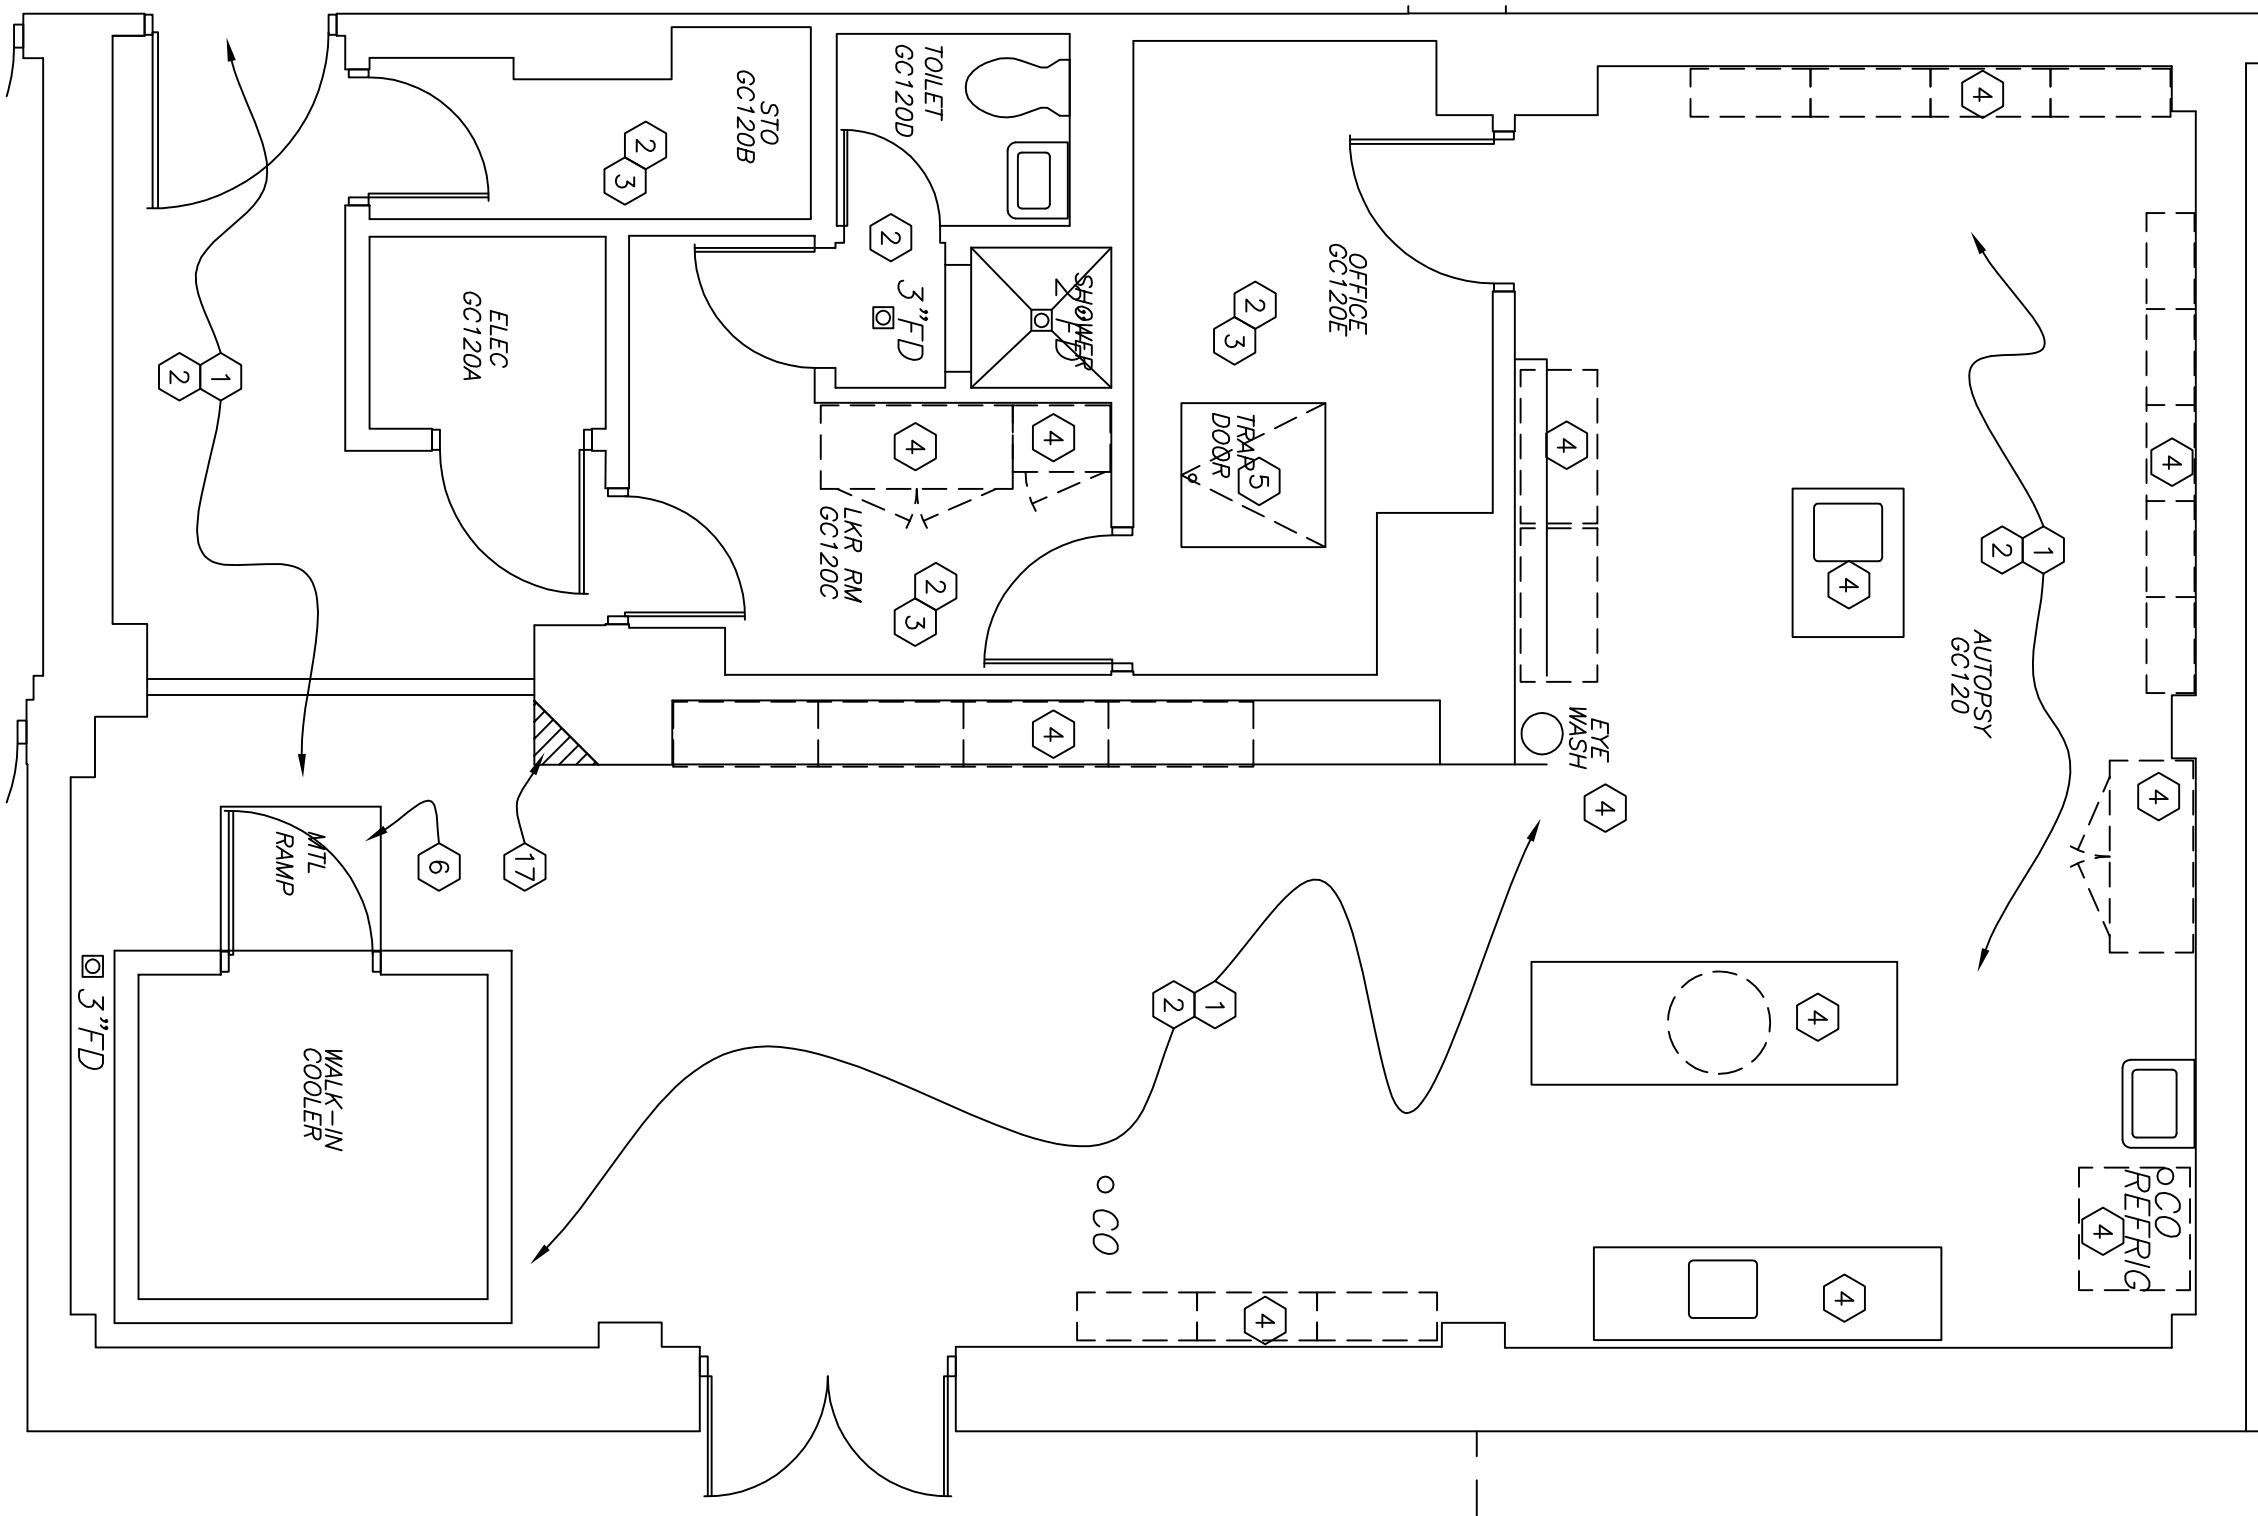 TOILET
GC120D
STO
GC120B
2
3
4
2
3"FD
SHOWER
OFFICE
GC120E
2
3
ELEC
GC120A
1
2
4
4
TRAP
DOOR
5
4
4
LKR RM
GC120C
2
3
4
1
2
AUTOPSY
GC120
EYE
WASH
4
4
4
MTL
RAMP
6
17
3"FD
WALK-IN
COOLER
1
2
4
CO
CO
REFRIG
4
4
4